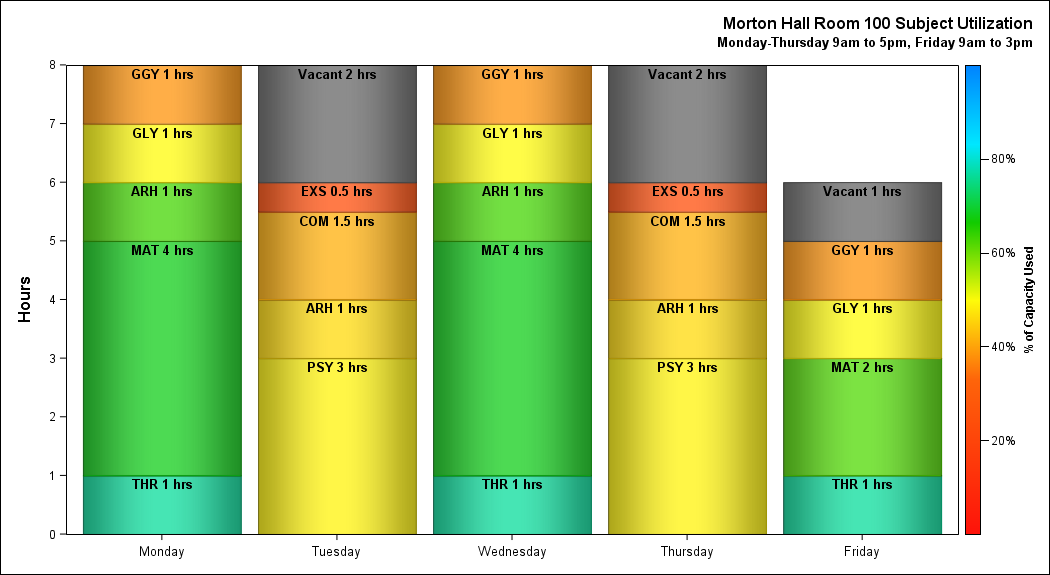 Morton Hall Room 100 Subject Utilization
Monday-Thursday 9am to 5pm, Friday 9am to 3pm
Hours
8
7
6
5
4
3
2
1
0
GGY 1 hrs
GLY 1 hrs
ARH 1 hrs
MAT 4 hrs
THR 1 hrs
Monday
Vacant 2 hrs
EXS 0.5 hrs
COM 1.5 hrs
ARH 1 hrs
PSY 3 hrs
Tuesday
GGY 1 hrs
GLY 1 hrs
ARH 1 hrs
MAT 4 hrs
THR 1 hrs
Wednesday
Vacant 2 hrs
EXS 0.5 hrs
COM 1.5 hrs
ARH 1 hrs
PSY 3 hrs
Thursday
Vacant 1 hrs
GGY 1 hrs
GLY 1 hrs
MAT 2 hrs
THR 1 hrs
Friday
80%
60%
40%
20%
% of Capacity Used